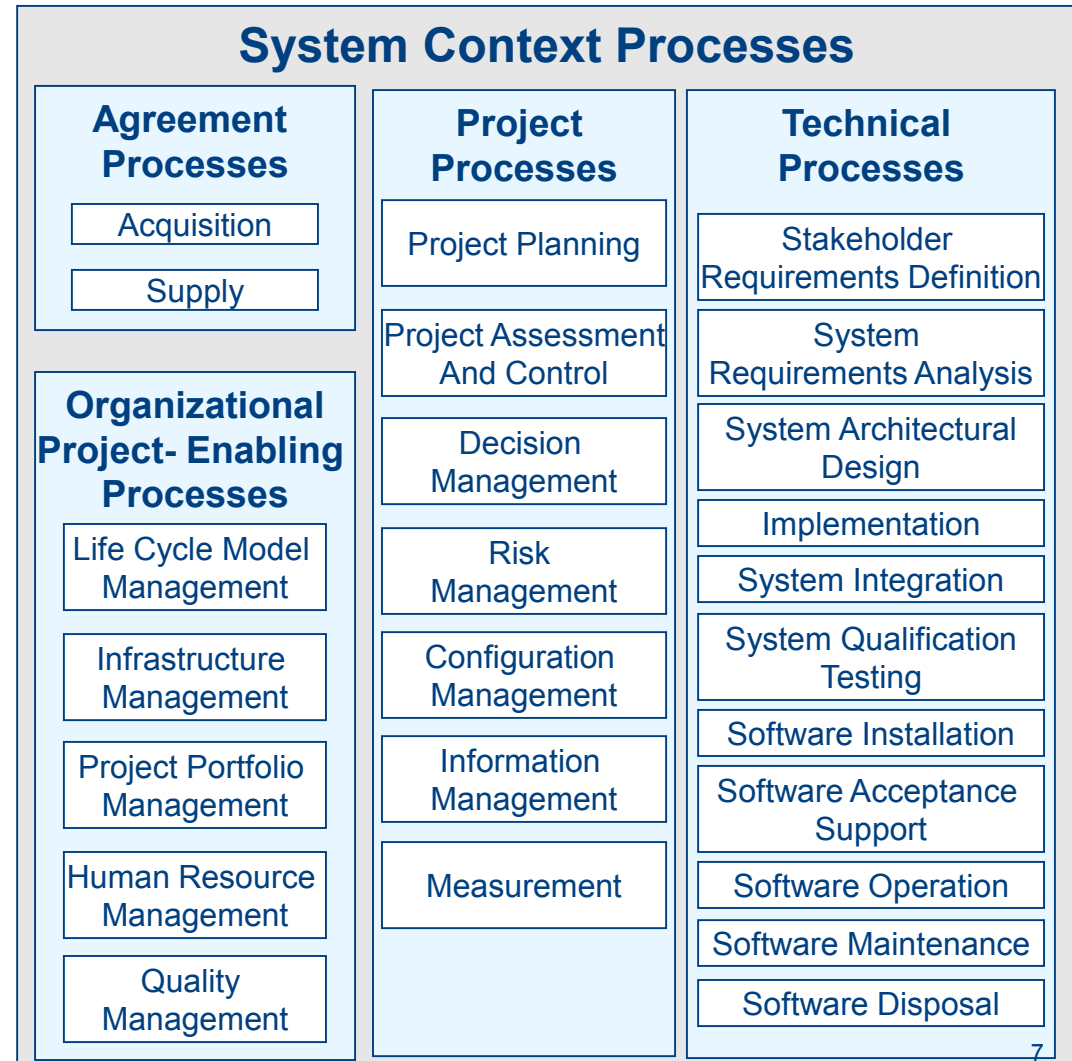 System Context Processes
Agreement
Processes
Acquisition
Supply
Organizational
Project- Enabling
Processes
Life Cycle Model
Management
Infrastructure
Management
Project Portfolio
Management
Human Resource
Management
Quality
Management
Project
Processes
Project Planning
Project Assessment
And Control
Decision
Management
Risk
Management
Configuration
Management
Information
Management
Measurement
Technical
Processes
Stakeholder
Requirements Definition
System
Requirements Analysis
System Architectural
Design
Implementation
System Integration
System Qualification
Testing
Software Installation
Software Acceptance
Support
Software Operation
Software Maintenance
Software Disposal
7